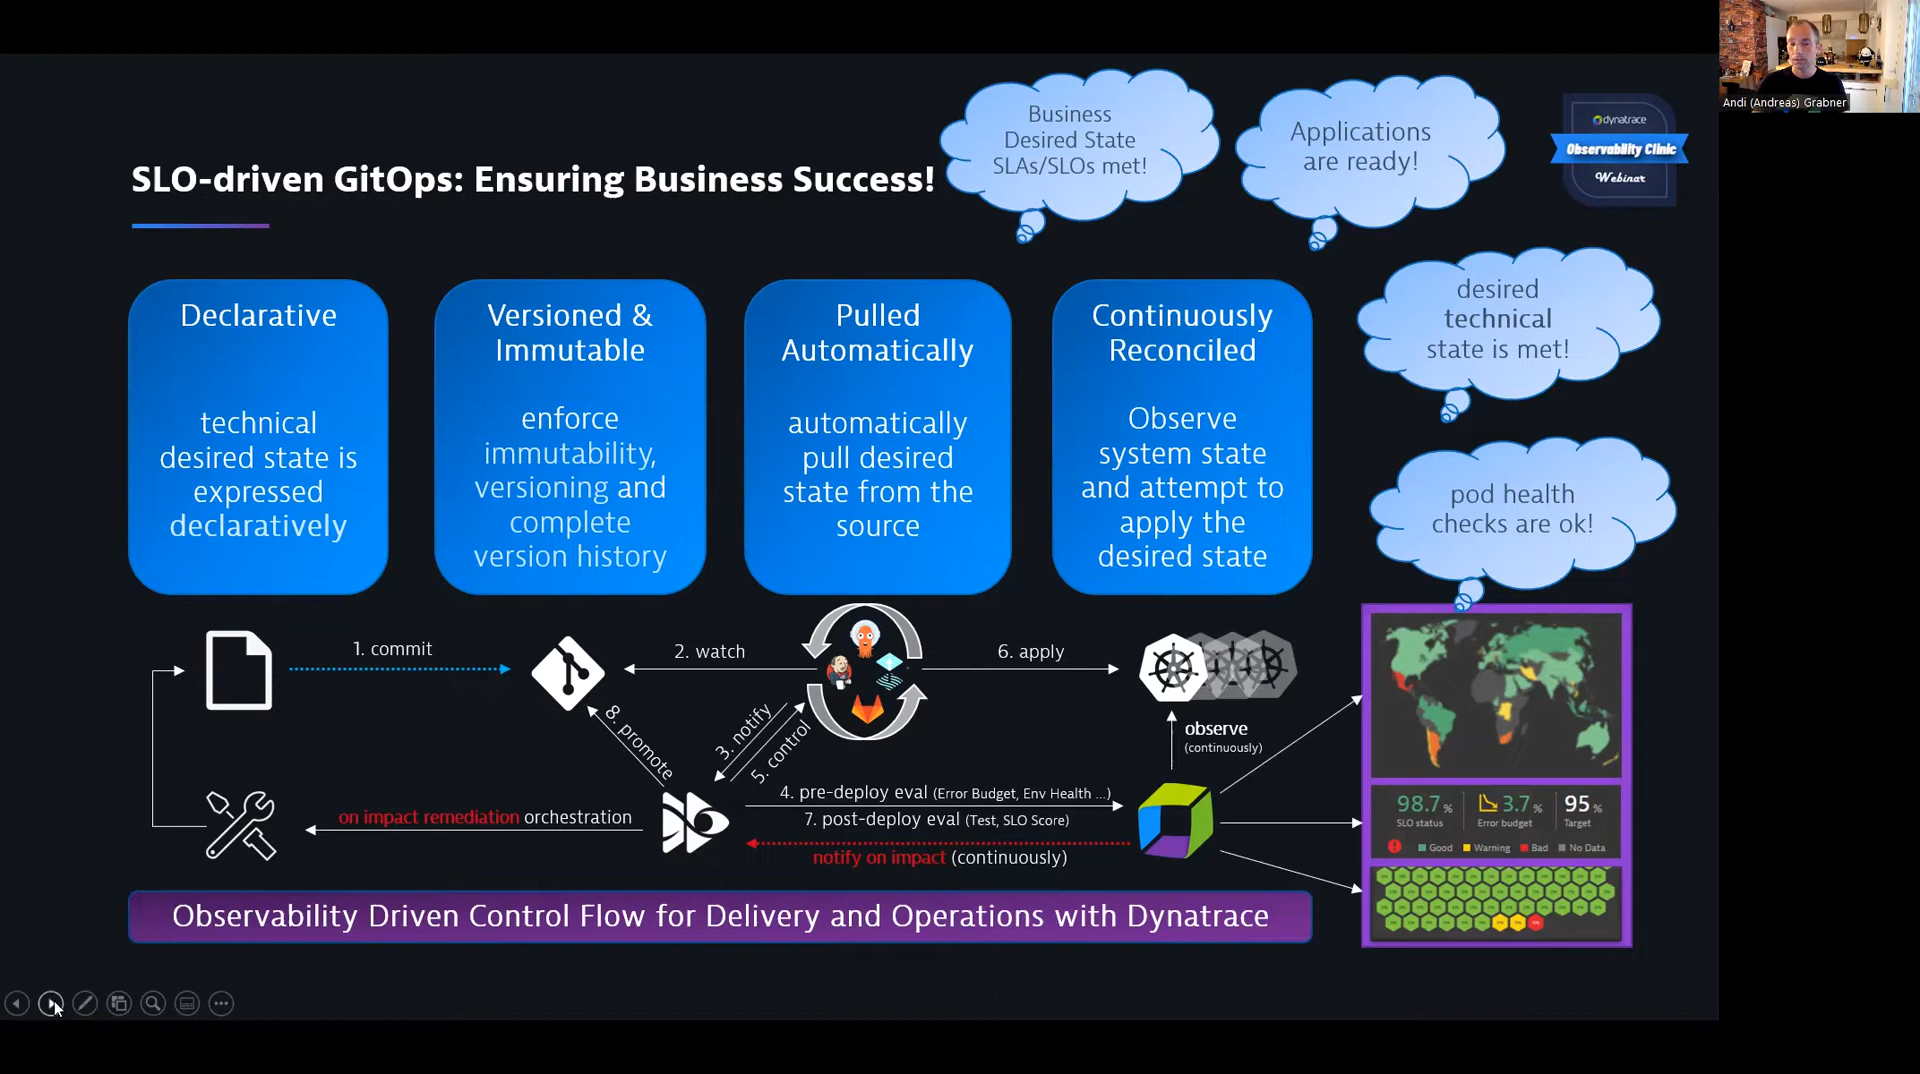 Andi (Andreas) Grabner
Business
Desired State
SLAs/SLOs met!
Applications
are ready!
dynatrace
Observability Clinic
Webinar
SLO-driven GitOps: Ensuring Business Success!
desired
technical
state is met!
pod health
checks are ok!
Declarative
technical
desired state is
expressed
declaratively
Versioned &
Immutable
enforce
immutability,
versioning and
complete
version history
Pulled
Automatically
automatically
pull desired
state from the
source
Continuously
Reconciled
Observe
system state
and attempt to
apply the
desired state
1. commit
2. watch
6. apply
8. promote
3. notify
5. control
observe
(continuously)
4. pre-deploy eval (Error Budget, Env Health ...)
7. post-deploy eval (Test, SLO Score)
on impact remediation orchestration
notify on impact (continuously)
98.7 %
SLO status
3.7 %
Error budget
95 %
Target
Good
Warning
Bad
No Data
Observability Driven Control Flow for Delivery and Operations with Dynatrace